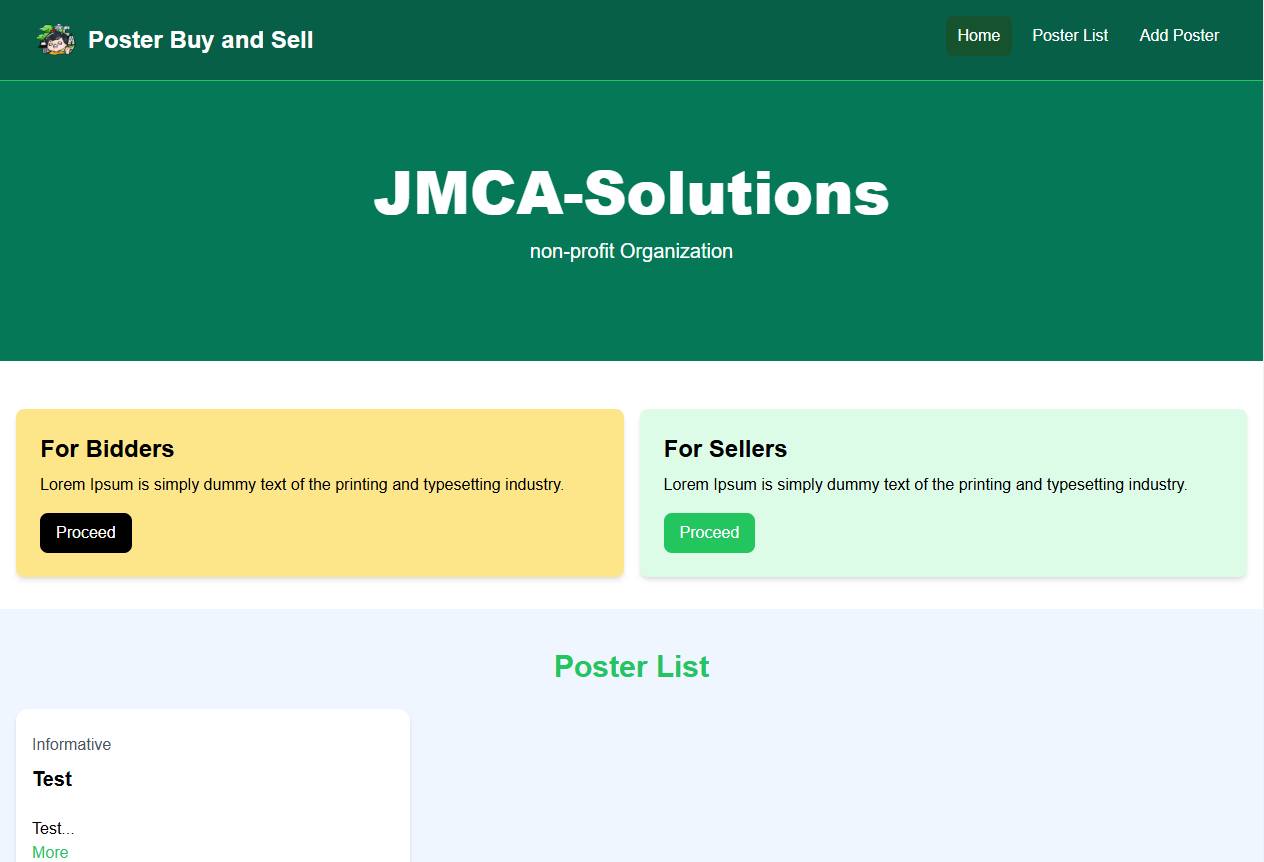 Poster Buy and Sell
Home
Poster List
Add Poster
JMCA-Solutions
non-profit Organization
For Bidders
Lorem Ipsum is simply dummy text of the printing and typesetting industry.
Proceed
For Sellers
Lorem Ipsum is simply dummy text of the printing and typesetting industry.
Proceed
Poster List
Informative
Test
Test...
More